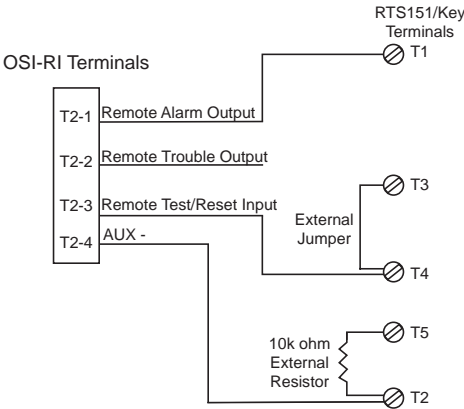 RTS151/Key
Terminals
T1
OSI-RI Terminals
T2-1 Remote Alarm Output
T2-2 Remote Trouble Output
T2-3 Remote Test/Reset Input
T2-4 AUX -
T3
External
Jumper
T4
T5
10k ohm
External
Resistor
T2